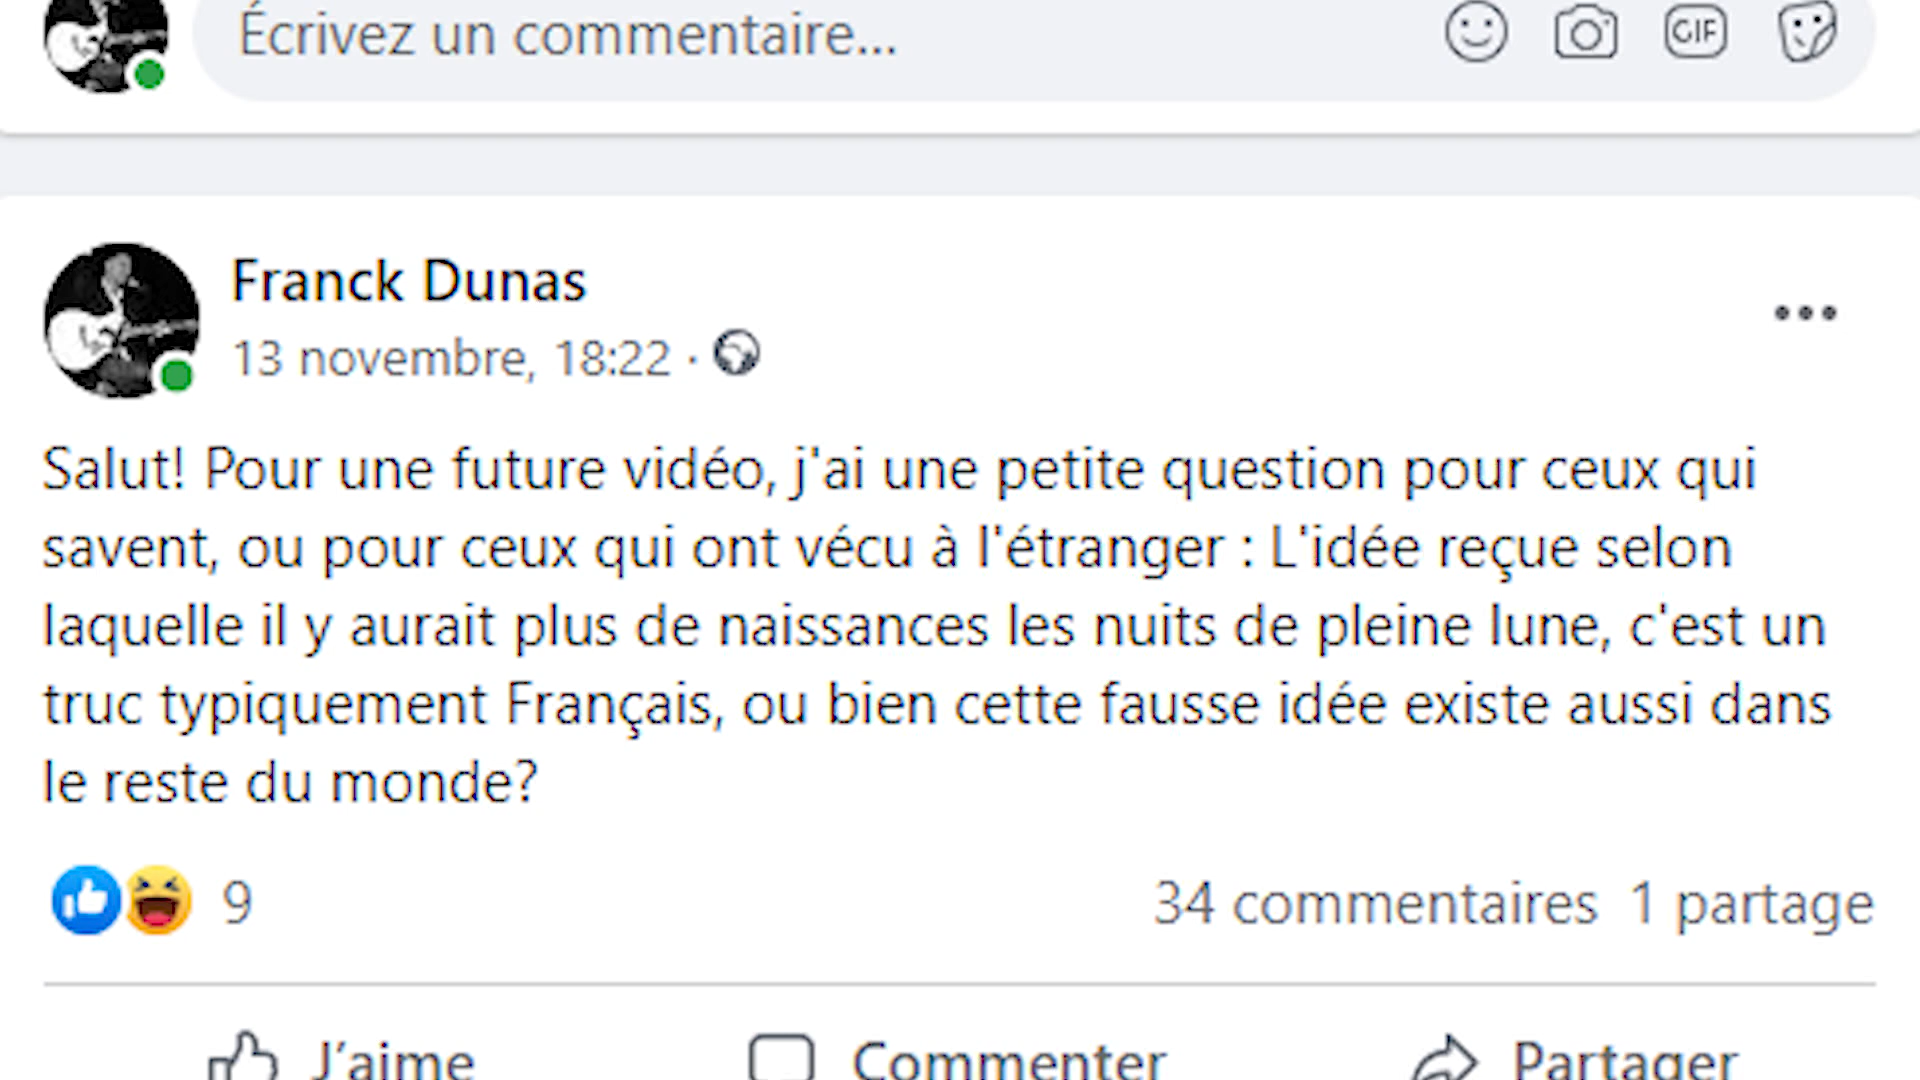 Écrivez un commentaire...
GIF
Franck Dunas
13 novembre, 18:22 ·
Salut! Pour une future vidéo, j'ai une petite question pour ceux qui
savent, ou pour ceux qui ont vécu à l'étranger : L'idée reçue selon
laquelle il y aurait plus de naissances les nuits de pleine lune, c'est un
truc typiquement Français, ou bien cette fausse idée existe aussi dans
le reste du monde?
9 34 commentaires 1 partage
J'aime Commenter Partager